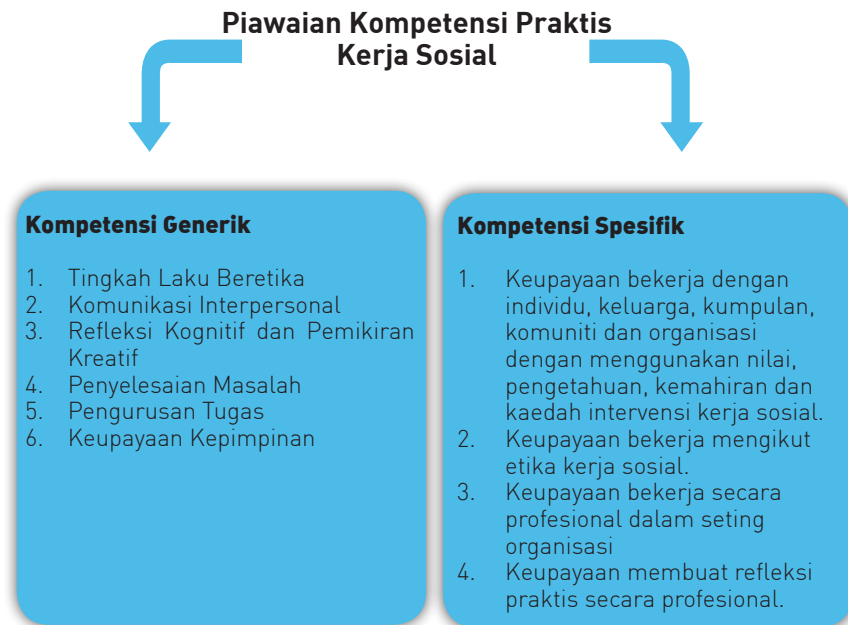 Piawaian Kompetensi Praktis
Kerja Sosial
Kompetensi Generik
1. Tingkah Laku Beretika
2. Komunikasi Interpersonal
3. Refleksi Kognitif dan Pemikiran
Kreatif
4. Penyelesaian Masalah
5. Pengurusan Tugas
6. Keupayaan Kepimpinan
Kompetensi Spesifik
1. Keupayaan bekerja dengan
individu, keluarga, kumpulan,
komuniti dan organisasi
dengan menggunakan nilai,
pengetahuan, kemahiran dan
kaedah intervensi kerja sosial.
2. Keupayaan bekerja mengikut
etika kerja sosial.
3. Keupayaan bekerja secara
profesional dalam seting
organisasi
4. Keupayaan membuat refleksi
praktis secara profesional.